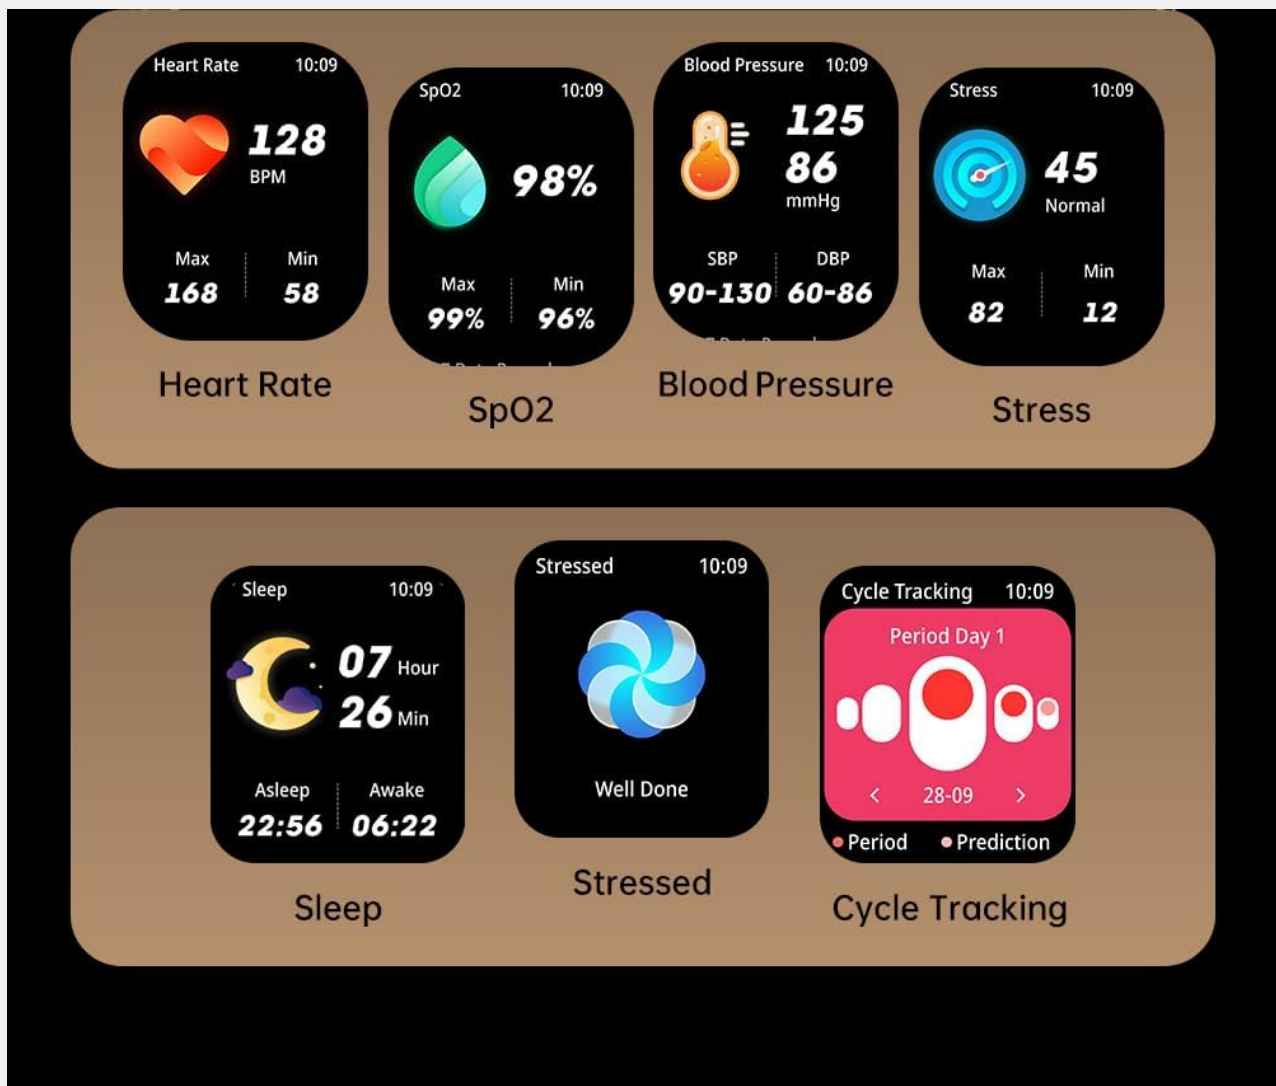 Heart Rate 10:09
128
BPM
Max Min
168 58
Heart Rate
SpO2 10:09
98%
Max Min
99% 96%
SpO2
Blood Pressure 10:09
125
86
mmHg
SBP DBP
90-130 60-86
Blood Pressure
Stress 10:09
45
Normal
Max Min
82 12
Stress
Sleep 10:09
07 Hour
26 Min
Asleep Awake
22:56 06:22
Sleep
Stressed 10:09
Well Done
Stressed
Cycle Tracking 10:09
Period Day 1
< 28-09 >
Period Prediction
Cycle Tracking